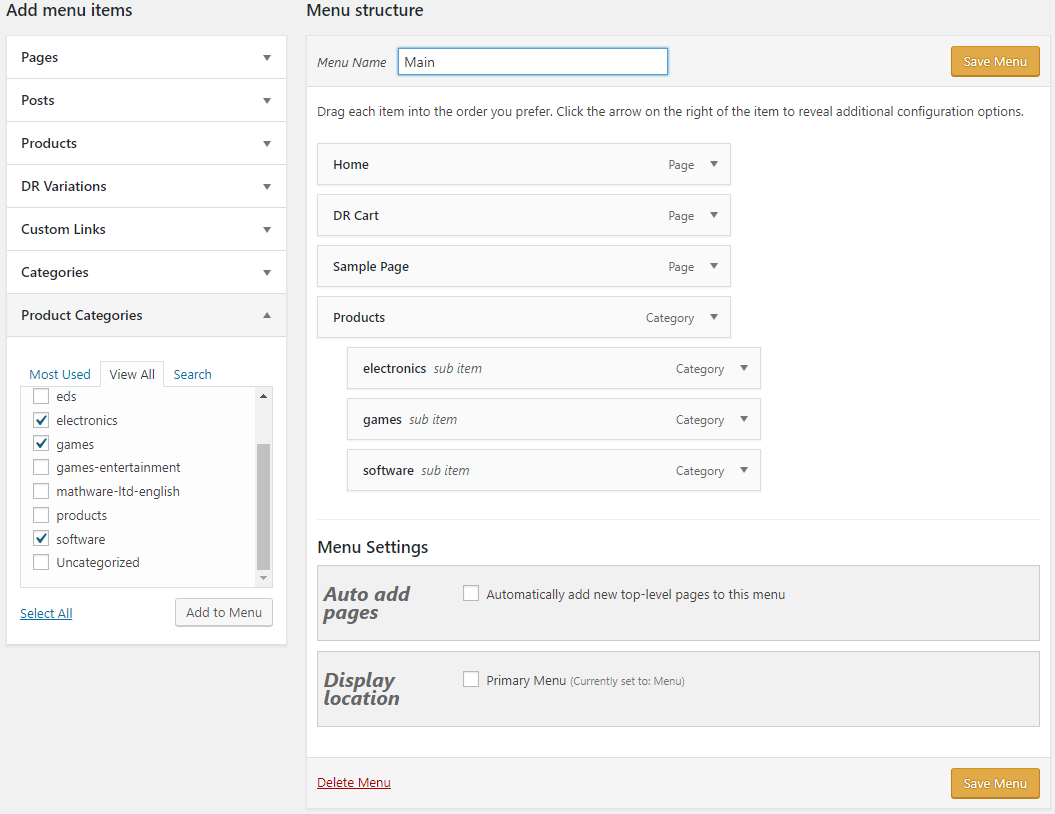 Add menu items
Pages
Posts
Products
DR Variations
Custom Links
Categories
Product Categories
Most Used View All Search
eds
electronics
games
games-entertainment
mathware-ltd-english
products
software
Uncategorized
Select All Add to Menu
Menu structure
Menu Name Main Save Menu
Drag each item into the order you prefer. Click the arrow on the right of the item to reveal additional configuration options.
Home Page
DR Cart Page
Sample Page Page
Products Category
electronics sub item Category
games sub item Category
software sub item Category
Menu Settings
Auto add
pages
Automatically add new top-level pages to this menu
Display
location
Primary Menu (Currently set to: Menu)
Delete Menu Save Menu